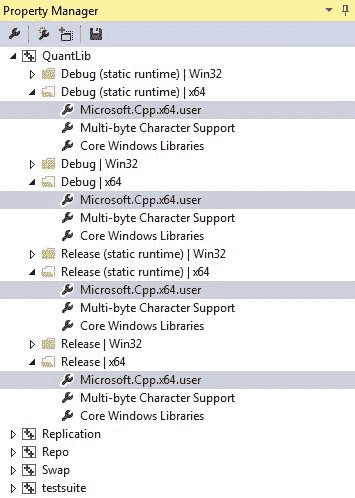 Property Manager
QuantLib
Debug (static runtime) | Win32
Debug (static runtime) | x64
Microsoft.Cpp.x64.user
Multi-byte Character Support
Core Windows Libraries
Debug | Win32
Debug | x64
Microsoft.Cpp.x64.user
Multi-byte Character Support
Core Windows Libraries
Release (static runtime) | Win32
Release (static runtime) | x64
Microsoft.Cpp.x64.user
Multi-byte Character Support
Core Windows Libraries
Release | Win32
Release | x64
Microsoft.Cpp.x64.user
Multi-byte Character Support
Core Windows Libraries
Replication
Repo
Swap
testsuite